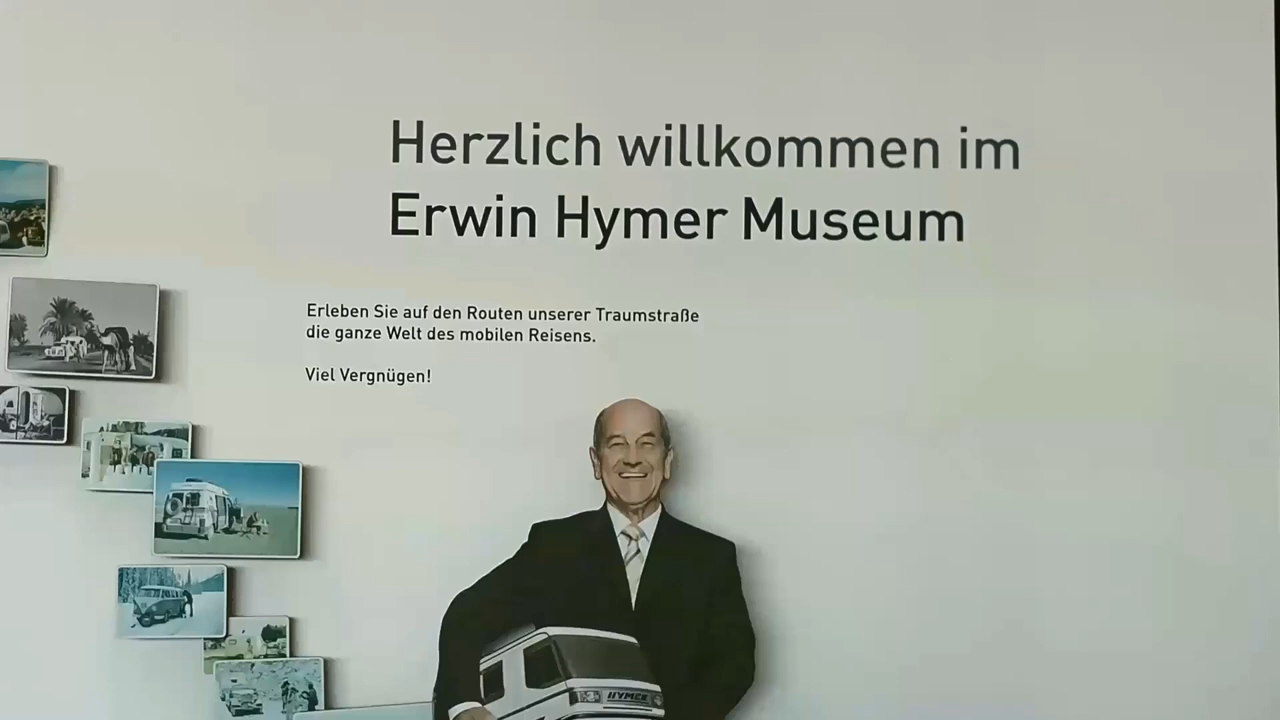 Herzlich willkommen im
Erwin Hymer Museum
Erleben Sie auf den Routen unserer Traumstraße
die ganze Welt des mobilen Reisens.
Viel Vergnügen!
HYMER